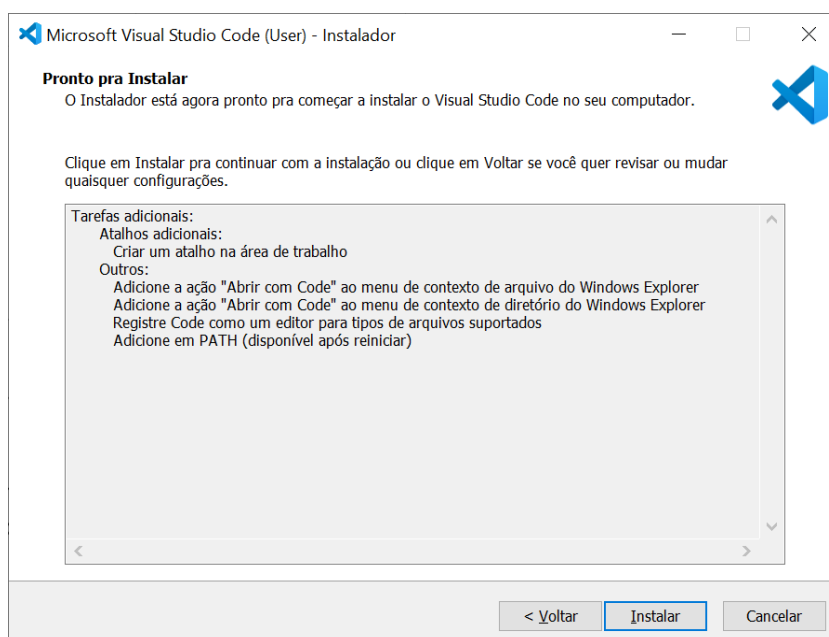 Microsoft Visual Studio Code (User) - Instalador
Pronto pra Instalar
O Instalador está agora pronto pra começar a instalar o Visual Studio Code no seu computador.
Clique em Instalar pra continuar com a instalação ou clique em Voltar se você quer revisar ou mudar
quaisquer configurações.
Tarefas adicionais:
Atalhos adicionais:
Criar um atalho na área de trabalho
Outros:
Adicione a ação "Abrir com Code" ao menu de contexto de arquivo do Windows Explorer
Adicione a ação "Abrir com Code" ao menu de contexto de diretório do Windows Explorer
Registre Code como um editor para tipos de arquivos suportados
Adicione em PATH (disponível após reiniciar)
< Voltar Instalar Cancelar